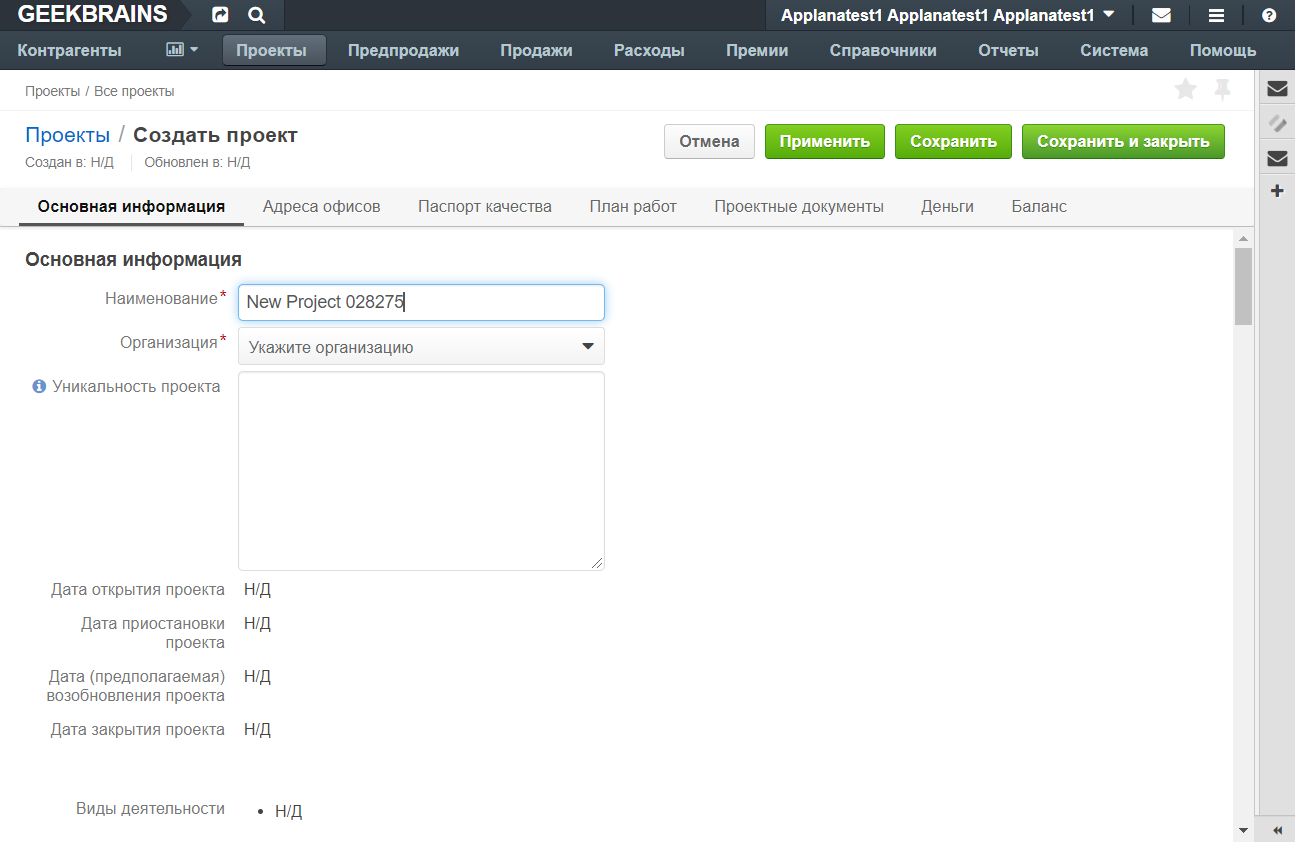 GEEKBRAINS
Applanatest1 Applanatest1 Applanatest1
Контрагенты Проекты Предпродажи Продажи Расходы Премии Справочники Отчеты Система Помощь
Проекты / Все проекты
Проекты / Создать проект
Создан в: Н/Д Обновлен в: Н/Д
Отмена Применить Сохранить Сохранить и закрыть
Основная информация Адреса офисов Паспорт качества План работ Проектные документы Деньги Баланс
Основная информация
Наименование* New Project 028275
Организация* Укажите организацию
Уникальность проекта
Дата открытия проекта Н/Д
Дата приостановки Н/Д
проекта
Дата (предполагаемая) Н/Д
возобновления проекта
Дата закрытия проекта Н/Д
Виды деятельности • Н/Д